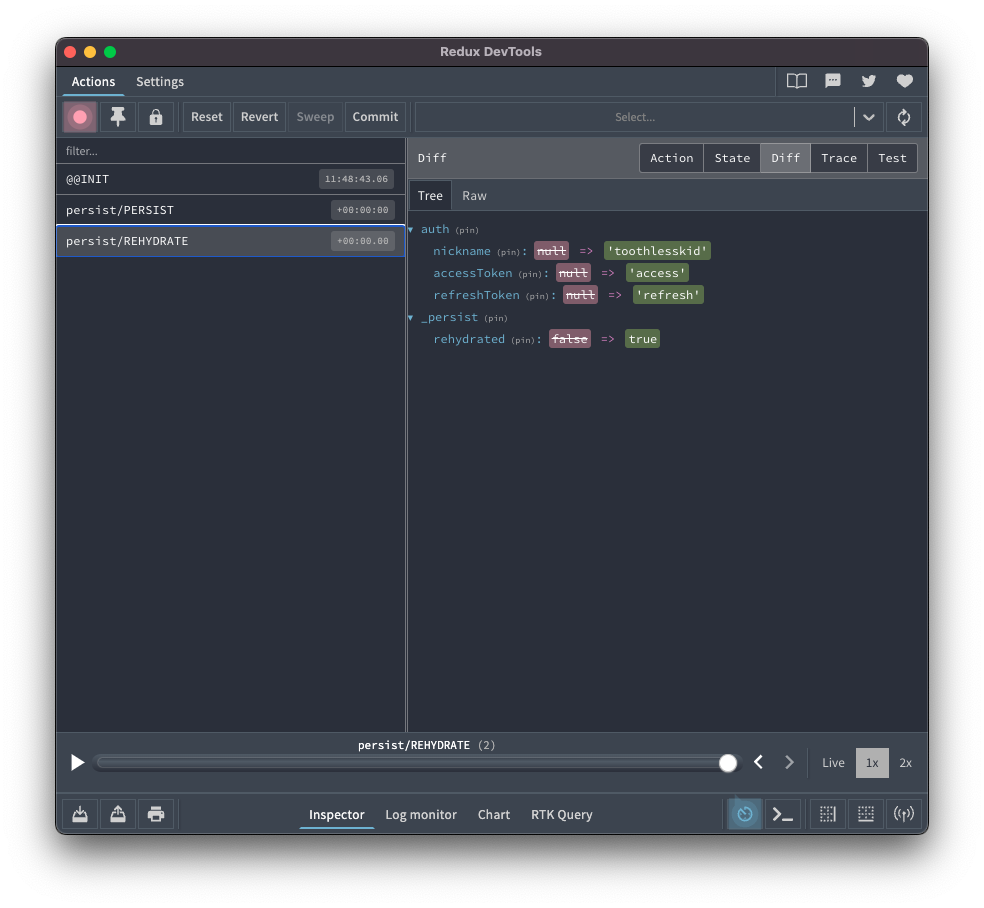 Redux DevTools
Actions Settings
Reset Revert Sweep Commit Select...
filter...
@@INIT 11:48:43.06
persist/PERSIST +00:00:00
persist/REHYDRATE +00:00.00
Diff Action State Diff Trace Test
Tree Raw
auth (pin)
nickname (pin): null => 'toothlesskid'
accessToken (pin): null => 'access'
refreshToken (pin): null => 'refresh'
_persist (pin)
rehydrated (pin): false => true
persist/REHYDRATE (2)
Live 1x 2x
Inspector Log monitor Chart RTK Query